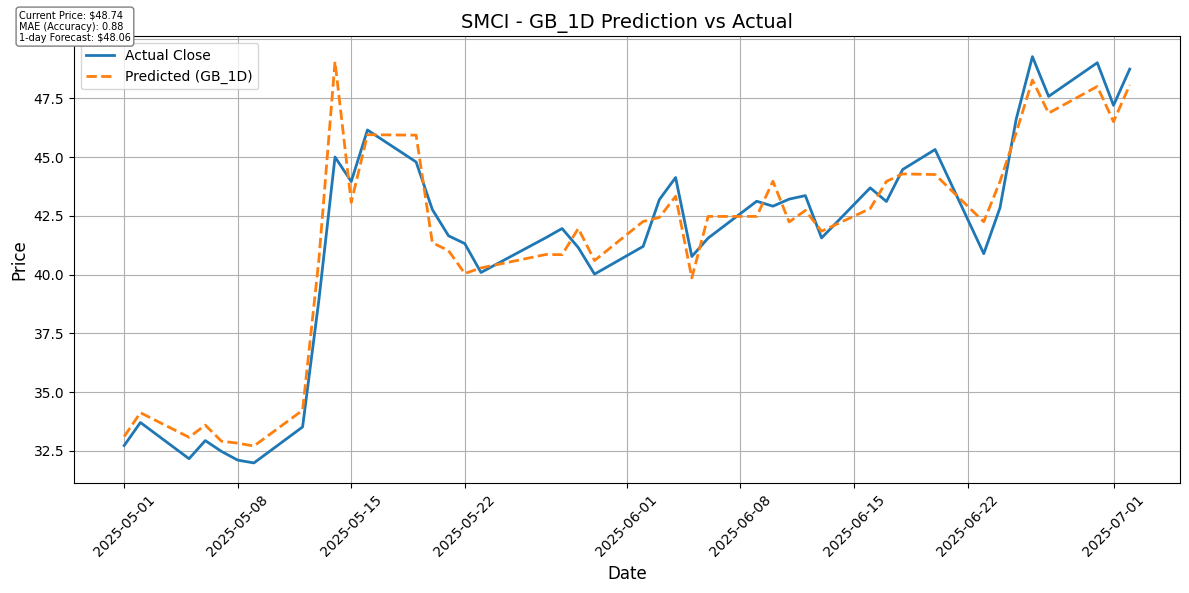 SMCI - GB_1D Prediction vs Actual
Current Price: $48.74
MAE (Accuracy): 0.88
1-day Forecast: $48.06
Actual Close
Predicted (GB_1D)
Price
47.5
45.0
42.5
40.0
37.5
35.0
32.5
2025-05-01
2025-05-08
2025-05-15
2025-05-22
2025-06-01
2025-06-08
2025-06-15
2025-06-22
2025-07-01
Date